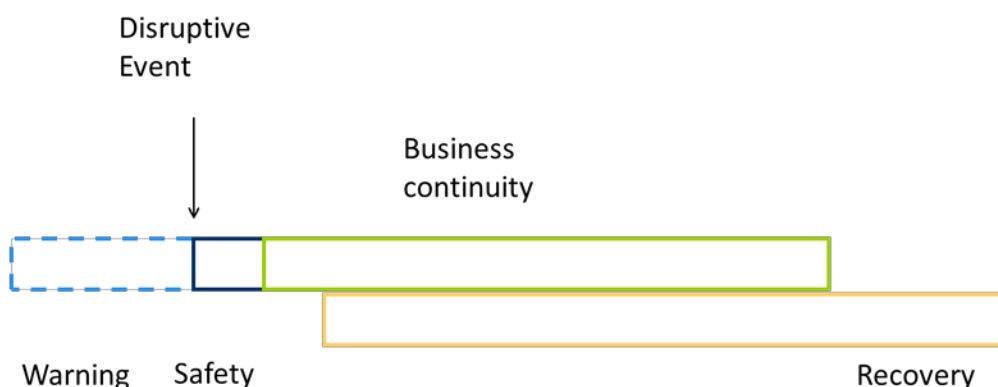 Disruptive
Event
Business
continuity
Warning
Safety
Recovery